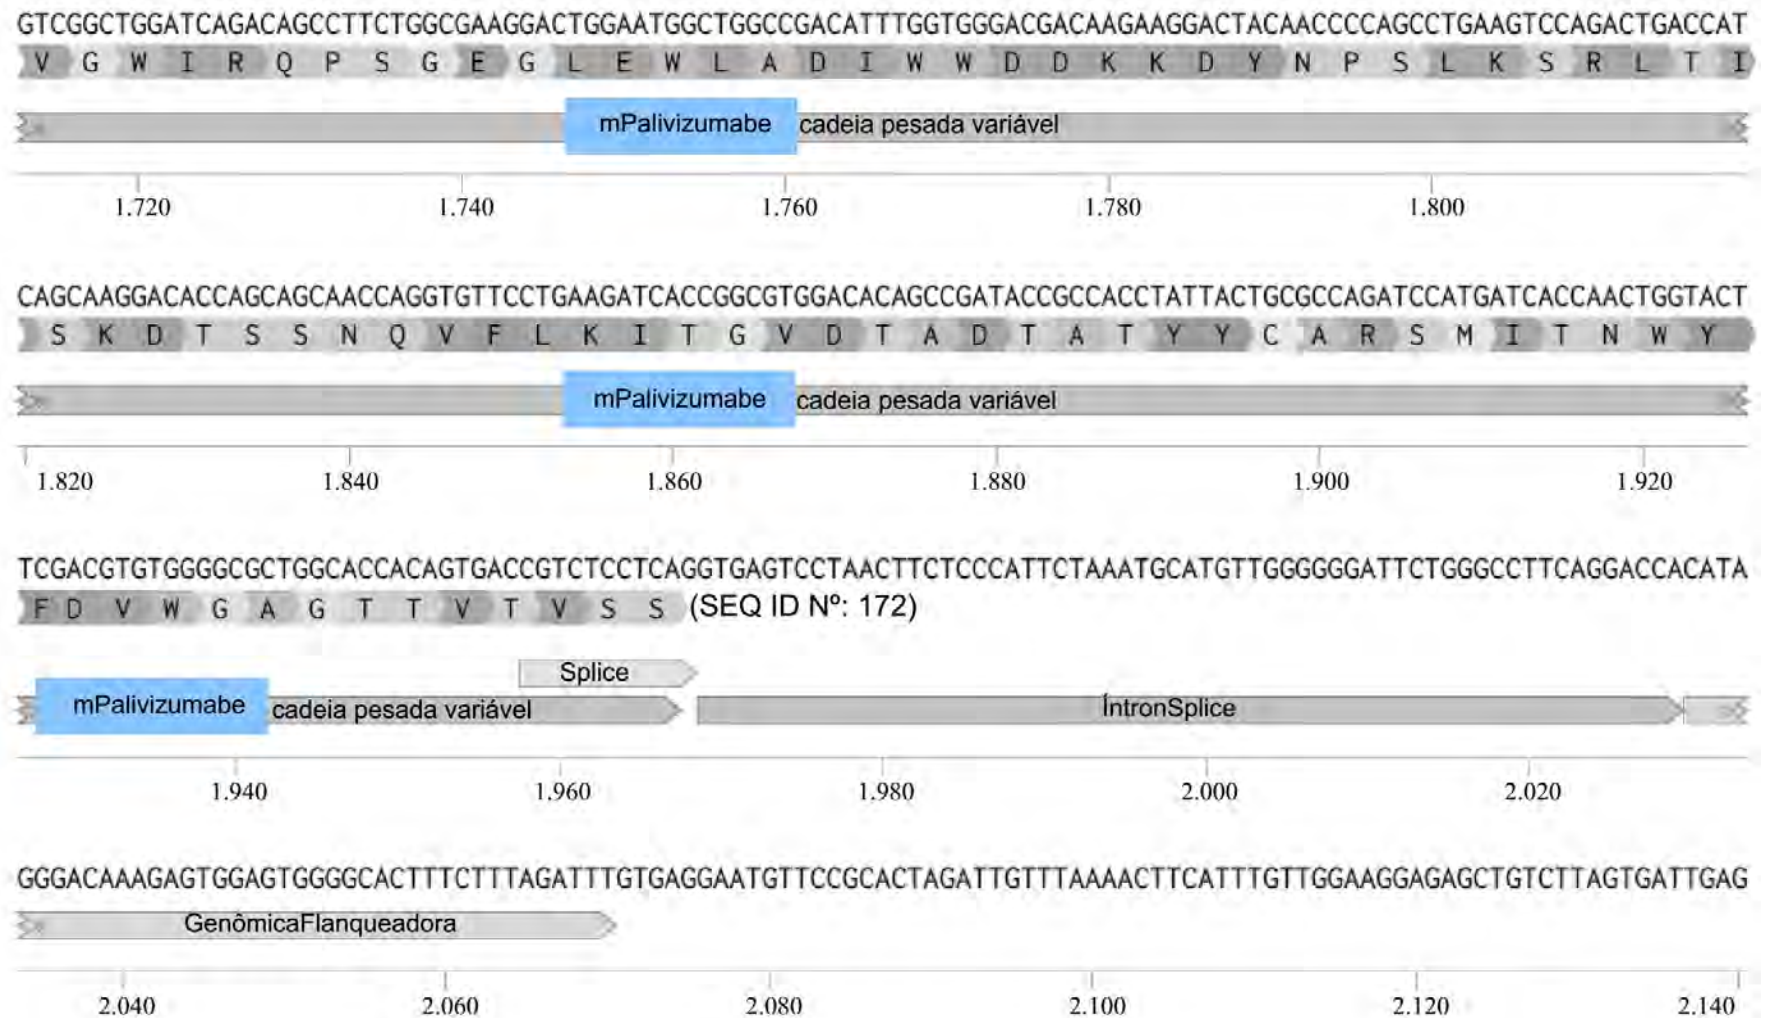 GTCGGCTGGATCAGACAGCCTTCTGGCGAAGGACTGGAATGGCTGGCCGACATTTGGTGGGACGACAAGAAGGACTACAACCCCAGCCTGAAGTCCAGACTGACCAT
V G W I R Q P S G E G L E W L A D I W W D D K K D Y N P S L K S R L T I
mPalivizumabe cadeia pesada variável
1.720 1.740 1.760 1.780 1.800
CAGCAAGGACACCAGCAGCAACCAGGTGTTCCTGAAGATCACCGGCGTGGACACAGCCGATACCGCCACCTATTACTGCGCCAGATCCATGATCACCAACTGGTACT
S K D T S S N Q V F L K I T G V D T A D T A T Y Y C A R S M I T N W Y
mPalivizumabe cadeia pesada variável
1.820 1.840 1.860 1.880 1.900 1.920
TCGACGTGTGGGGCGCTGGCACCACAGTGACCGTCTCCTCAGGTGAGTCCTAACTTCTCCCATTCTAAATGCATGTTGGGGGGATTCTGGGCCTTCAGGACCACATA
F D V W G A G T T V T V S S (SEQ ID Nº: 172)
Splice
mPalivizumabe cadeia pesada variável ÍntronSplice
1.940 1.960 1.980 2.000 2.020
GGGACAAAGAGTGGAGTGGGGCACTTTCTTTAGATTTGTGAGGAATGTTCCGCACTAGATTGTTTAAAACTTCATTTGTTGGAAGGAGAGCTGTCTTAGTGATTGAG
GenômicaFlanqueadora
2.040 2.060 2.080 2.100 2.120 2.140